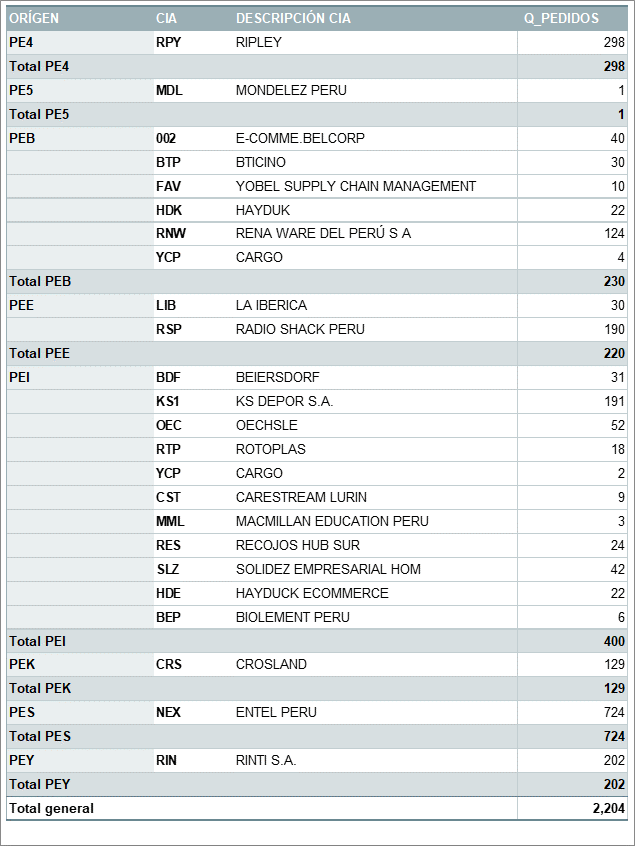 ORÍGEN CIA DESCRIPCIÓN CIA Q_PEDIDOS
PE4 RPY RIPLEY 298
Total PE4 298
PE5 MDL MONDELEZ PERU 1
Total PE5 1
PEB 002 E-COMME.BELCORP 40
BTP BTICINO 30
FAV YOBEL SUPPLY CHAIN MANAGEMENT 10
HDK HAYDUK 22
RNW RENA WARE DEL PERÚ S A 124
YCP CARGO 4
Total PEB 230
PEE LIB LA IBERICA 30
RSP RADIO SHACK PERU 190
Total PEE 220
PEI BDF BEIERSDORF 31
KS1 KS DEPOR S.A. 191
OEC OECHSLE 52
RTP ROTOPLAS 18
YCP CARGO 2
CST CARESTREAM LURIN 9
MML MACMILLAN EDUCATION PERU 3
RES RECOJOS HUB SUR 24
SLZ SOLIDEZ EMPRESARIAL HOM 42
HDE HAYDUCK ECOMMERCE 22
BEP BIOLEMENT PERU 6
Total PEI 400
PEK CRS CROSLAND 129
Total PEK 129
PES NEX ENTEL PERU 724
Total PES 724
PEY RIN RINTI S.A. 202
Total PEY 202
Total general 2,204